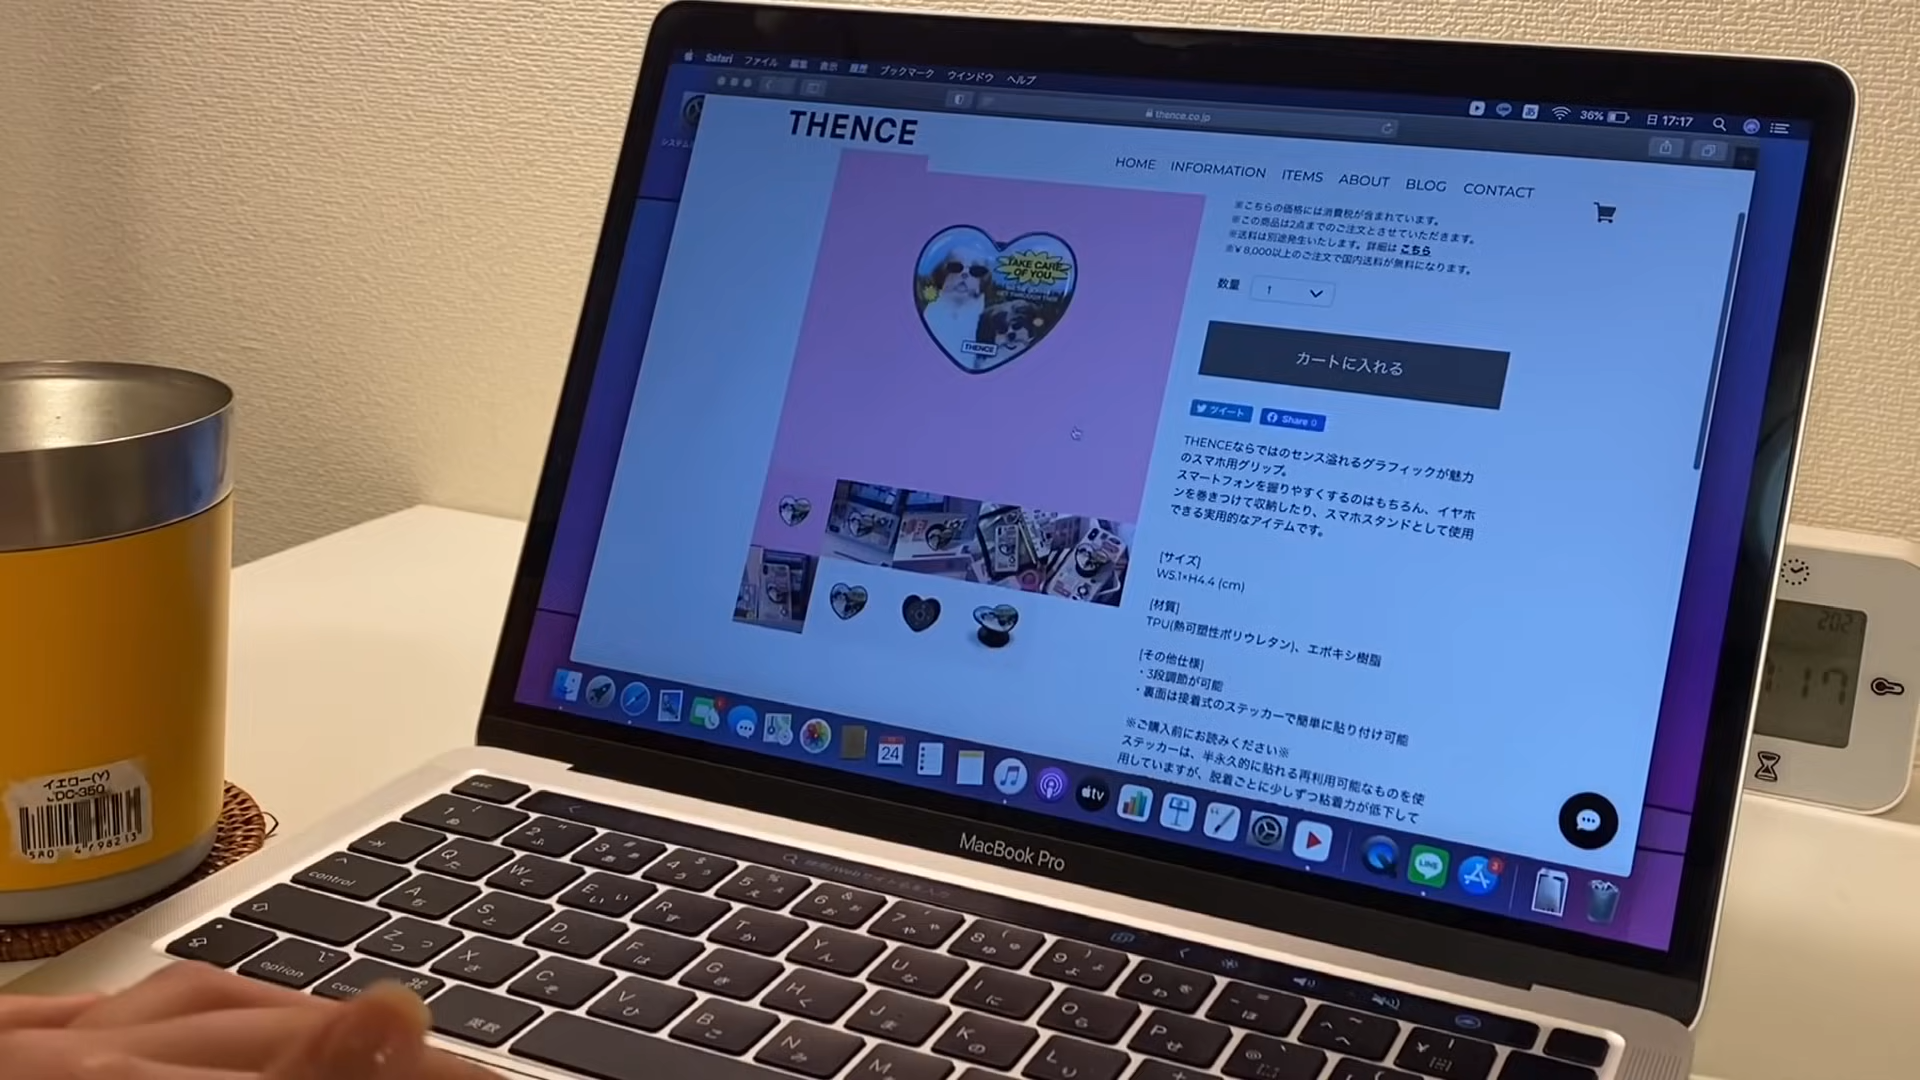 Safari ファイル 編集 表示 履歴 ブックマーク ウインドウ ヘルプ
36% 日 17:17
thence.co.jp
THENCE
HOME INFORMATION ITEMS ABOUT BLOG CONTACT
TAKE CARE
OF YOU
THENCE
※こちらの価格には消費税が含まれています。
※この商品は2点までのご注文とさせていただきます。
※送料は別途発生いたします。詳細は こちら
※¥8,000以上のご注文で国内送料が無料になります。
数量 1
カートに入れる
ツイート Share 0
THENCEならではのセンス溢れるグラフィックが魅力
のスマホ用グリップ。
スマートフォンを握りやすくするのはもちろん、イヤホ
ンを巻きつけて収納したり、スマホスタンドとして使用
できる実用的なアイテムです。
[サイズ]
W5.1×H4.4 (cm)
[材質]
TPU(熱可塑性ポリウレタン)、エポキシ樹脂
[その他仕様]
・3段調節が可能
・裏面は接着式のステッカーで簡単に貼り付け可能
※ご購入前にお読みください※
ステッカーは、半永久的に貼れる再利用可能なものを使
用していますが、脱着ごとに少しずつ粘着力が低下して
24
tv
LINE
MacBook Pro
イエロー(Y)
JDC-350
esc
1 2 3 4 5 6 7 8 9 0
Q W E R T Y U I O P
control A S D F G H J K L
Z X C V B N M
option 英数